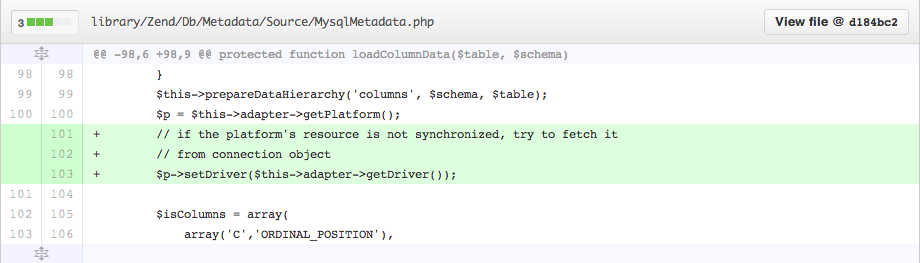 3 library/Zend/Db/Metadata/Source/MysqlMetadata.php View file @ d184bc2
@@ -98,6 +98,9 @@ protected function loadColumnData($table, $schema)
98 98 }
99 99 $this->prepareDataHierarchy('columns', $schema, $table);
100 100 $p = $this->adapter->getPlatform();
101 + // if the platform's resource is not synchronized, try to fetch it
102 + // from connection object
103 + $p->setDriver($this->adapter->getDriver());
101 104
102 105 $isColumns = array(
103 106 array('C','ORDINAL_POSITION'),